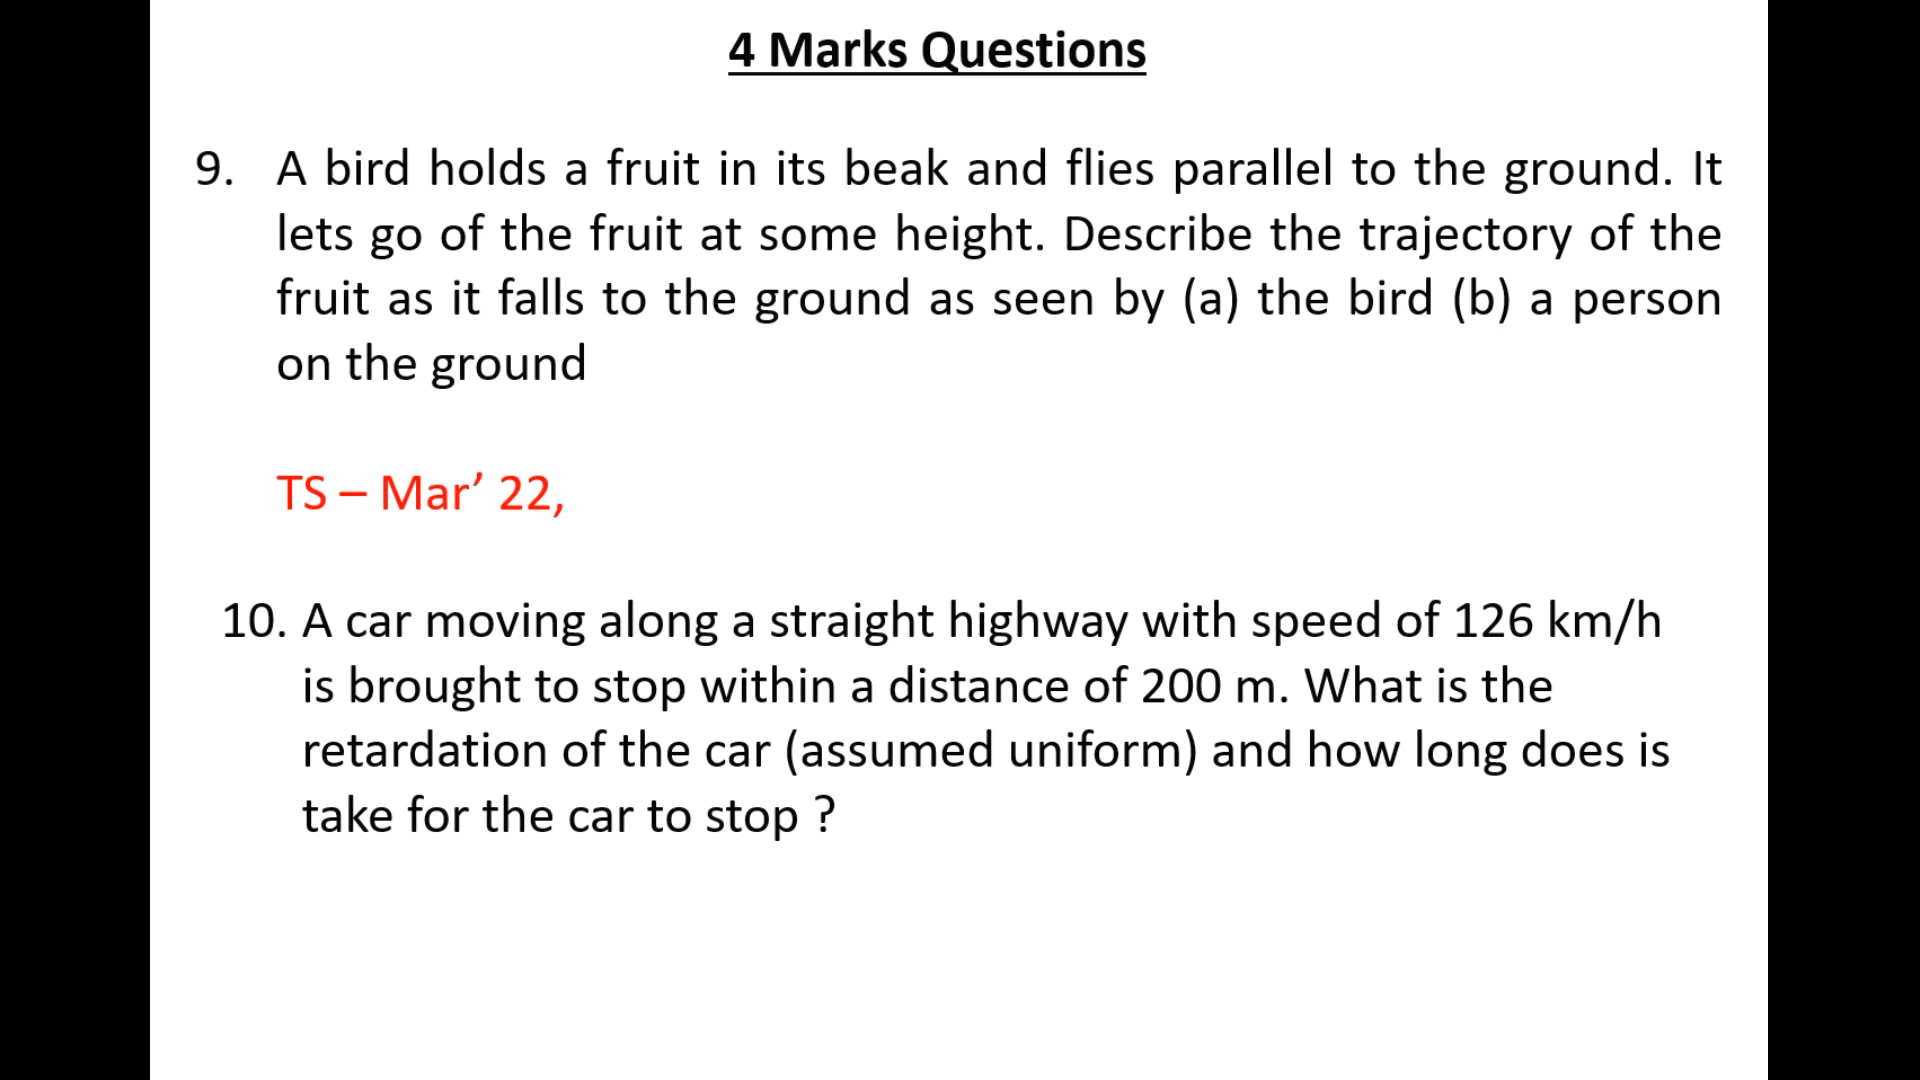 4 Marks Questions
9. A bird holds a fruit in its beak and flies parallel to the ground. It
lets go of the fruit at some height. Describe the trajectory of the
fruit as it falls to the ground as seen by (a) the bird (b) a person
on the ground
TS – Mar’ 22,
10. A car moving along a straight highway with speed of 126 km/h
is brought to stop within a distance of 200 m. What is the
retardation of the car (assumed uniform) and how long does is
take for the car to stop ?